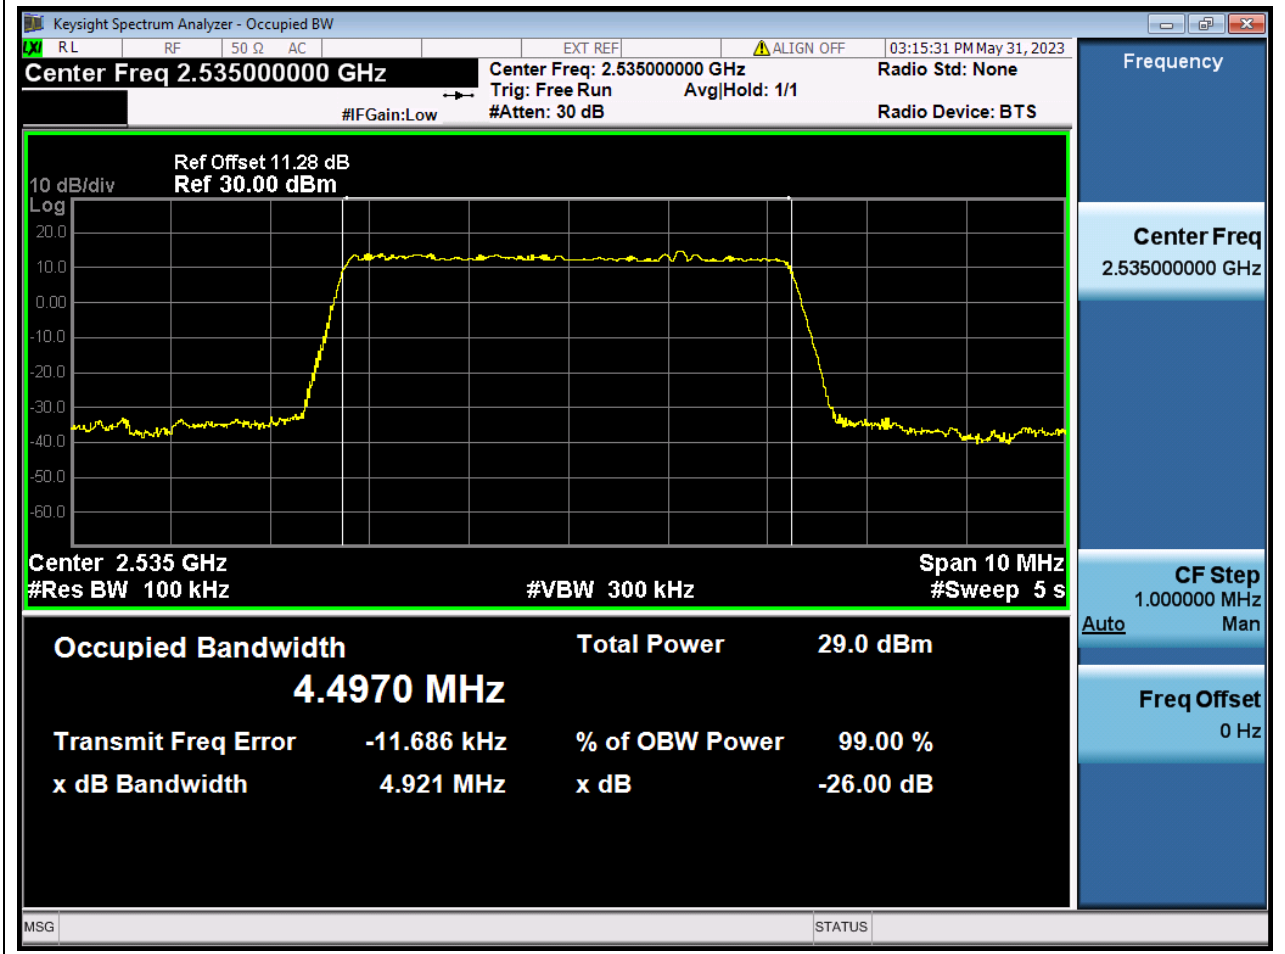 Keysight Spectrum Analyzer - Occupied BW
LXI RL RF 50 Ω AC EXT REF ALIGN OFF 03:15:31 PM May 31, 2023
Center Freq 2.535000000 GHz
Center Freq: 2.535000000 GHz
Radio Std: None
Trig: Free Run Avg|Hold: 1/1
#IFGain:Low
#Atten: 30 dB
Radio Device: BTS
Ref Offset 11.28 dB
10 dB/div Ref 30.00 dBm
Log
20.0
10.0
0.00
-10.0
-20.0
-30.0
-40.0
-50.0
-60.0
Center 2.535 GHz
Span 10 MHz
#Res BW 100 kHz
#VBW 300 kHz
#Sweep 5 s
Occupied Bandwidth
4.4970 MHz
Total Power 29.0 dBm
Transmit Freq Error -11.686 kHz
% of OBW Power 99.00 %
x dB Bandwidth 4.921 MHz
x dB -26.00 dB
Frequency
Center Freq
2.535000000 GHz
CF Step
1.000000 MHz
Auto Man
Freq Offset
0 Hz
MSG
STATUS